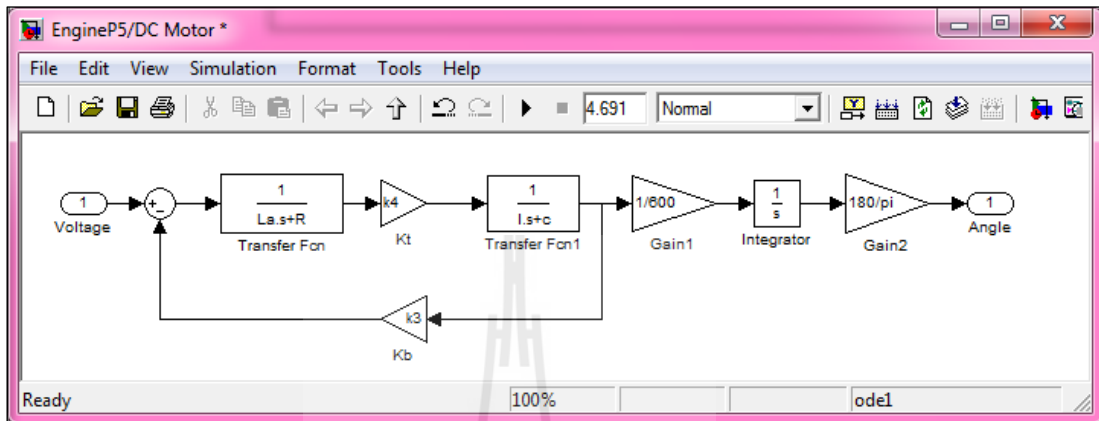 EngineP5/DC Motor *
File Edit View Simulation Format Tools Help
4.691 Normal
1
Voltage
+
-
1
La.s+R
Transfer Fcn
k4
Kt
1
I.s+c
Transfer Fcn1
1/600
Gain1
1
s
Integrator
180/pi
Gain2
1
Angle
k3
Kb
Ready 100% ode1